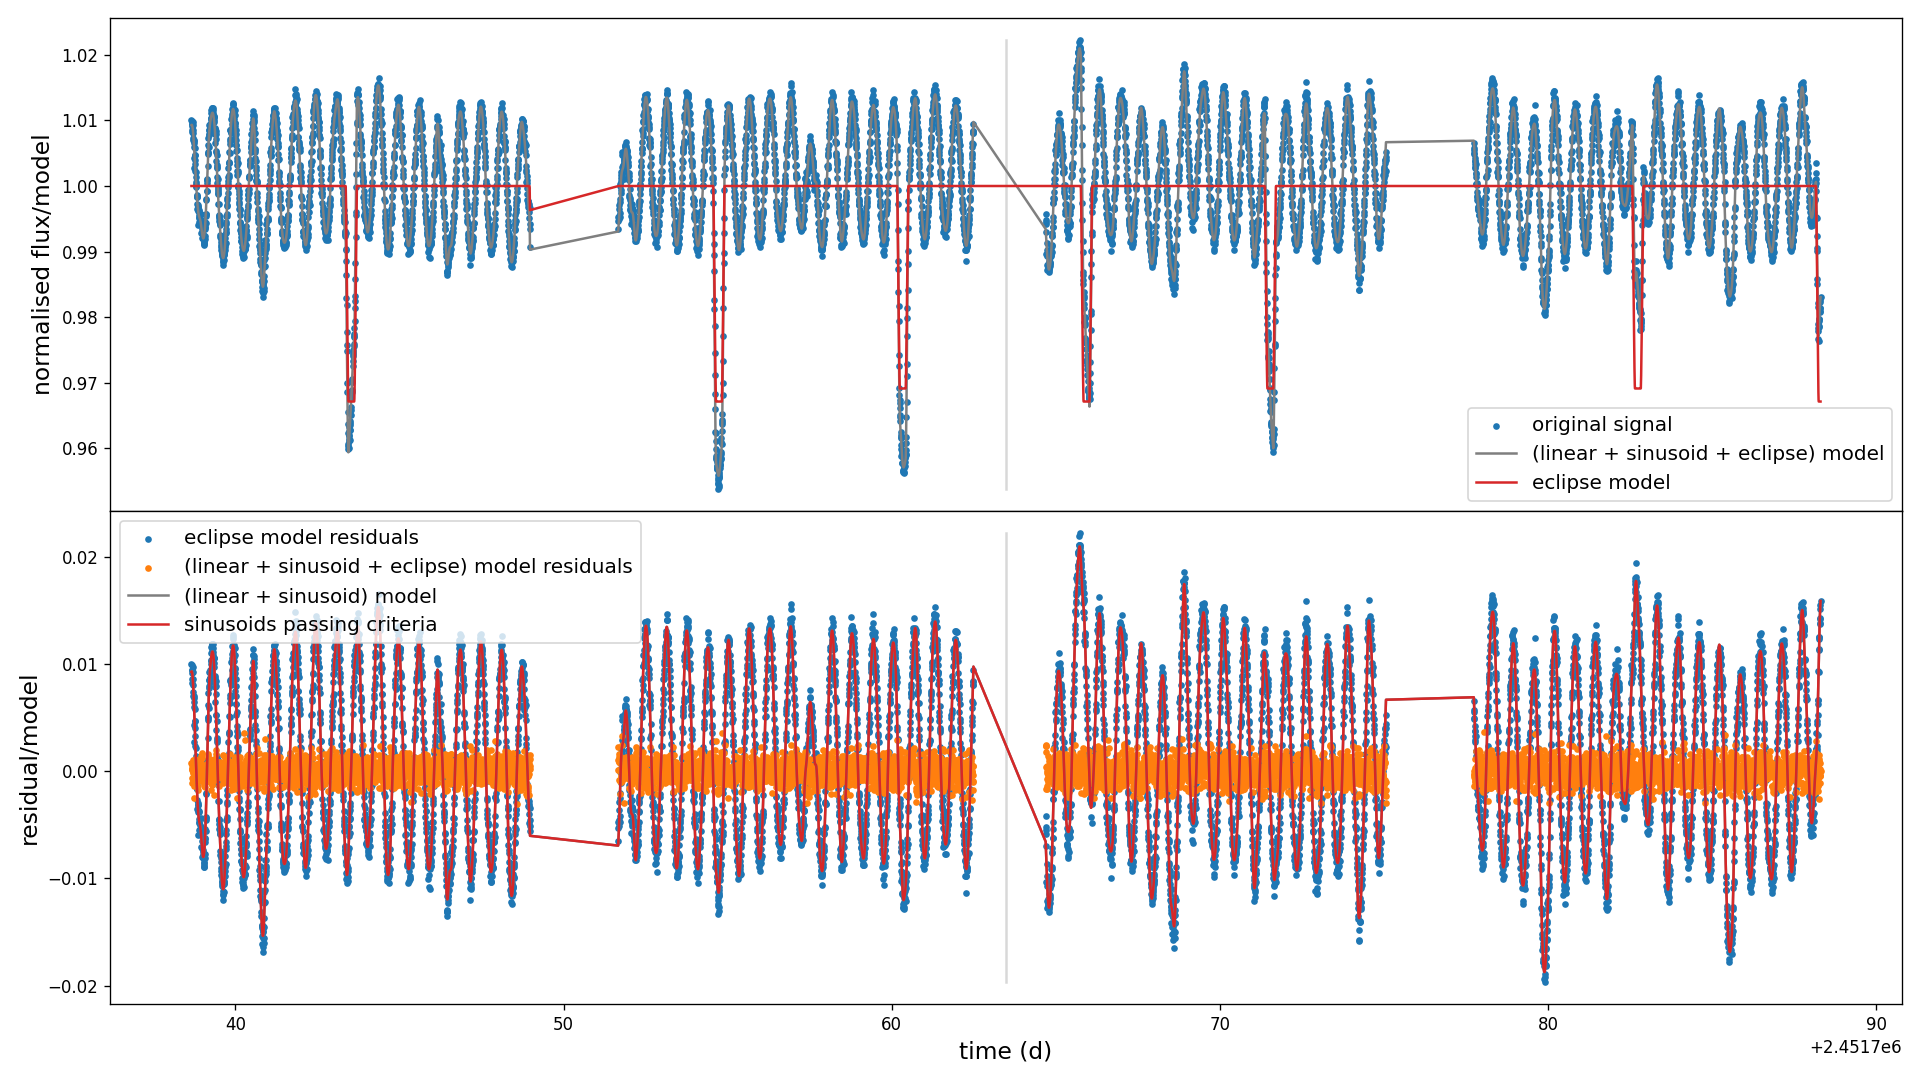 normalised flux/model
1.02
1.01
1.00
0.99
0.98
0.97
0.96
original signal
(linear + sinusoid + eclipse) model
eclipse model
residual/model
0.02
0.01
0.00
−0.01
−0.02
eclipse model residuals
(linear + sinusoid + eclipse) model residuals
(linear + sinusoid) model
sinusoids passing criteria
40
50
60
70
80
90
time (d)
+2.4517e6